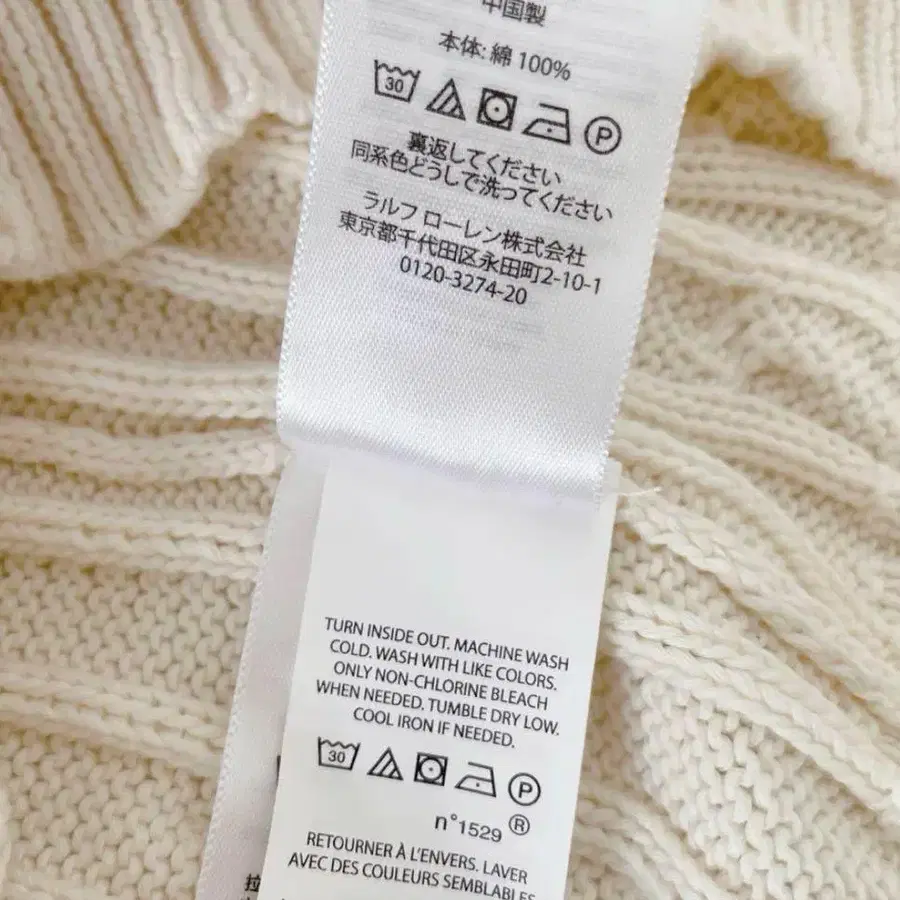 中国製
本体: 綿 100%
30
P
裏返してください
同系色どうしで洗ってください
ラルフ ローレン株式会社
東京都千代田区永田町2-10-1
0120-3274-20
TURN INSIDE OUT. MACHINE WASH
COLD. WASH WITH LIKE COLORS.
ONLY NON-CHLORINE BLEACH
WHEN NEEDED. TUMBLE DRY LOW.
COOL IRON IF NEEDED.
30
P
n°1529 ®
RETOURNER À L'ENVERS. LAVER
AVEC DES COULEURS SEMBLABLES
拉